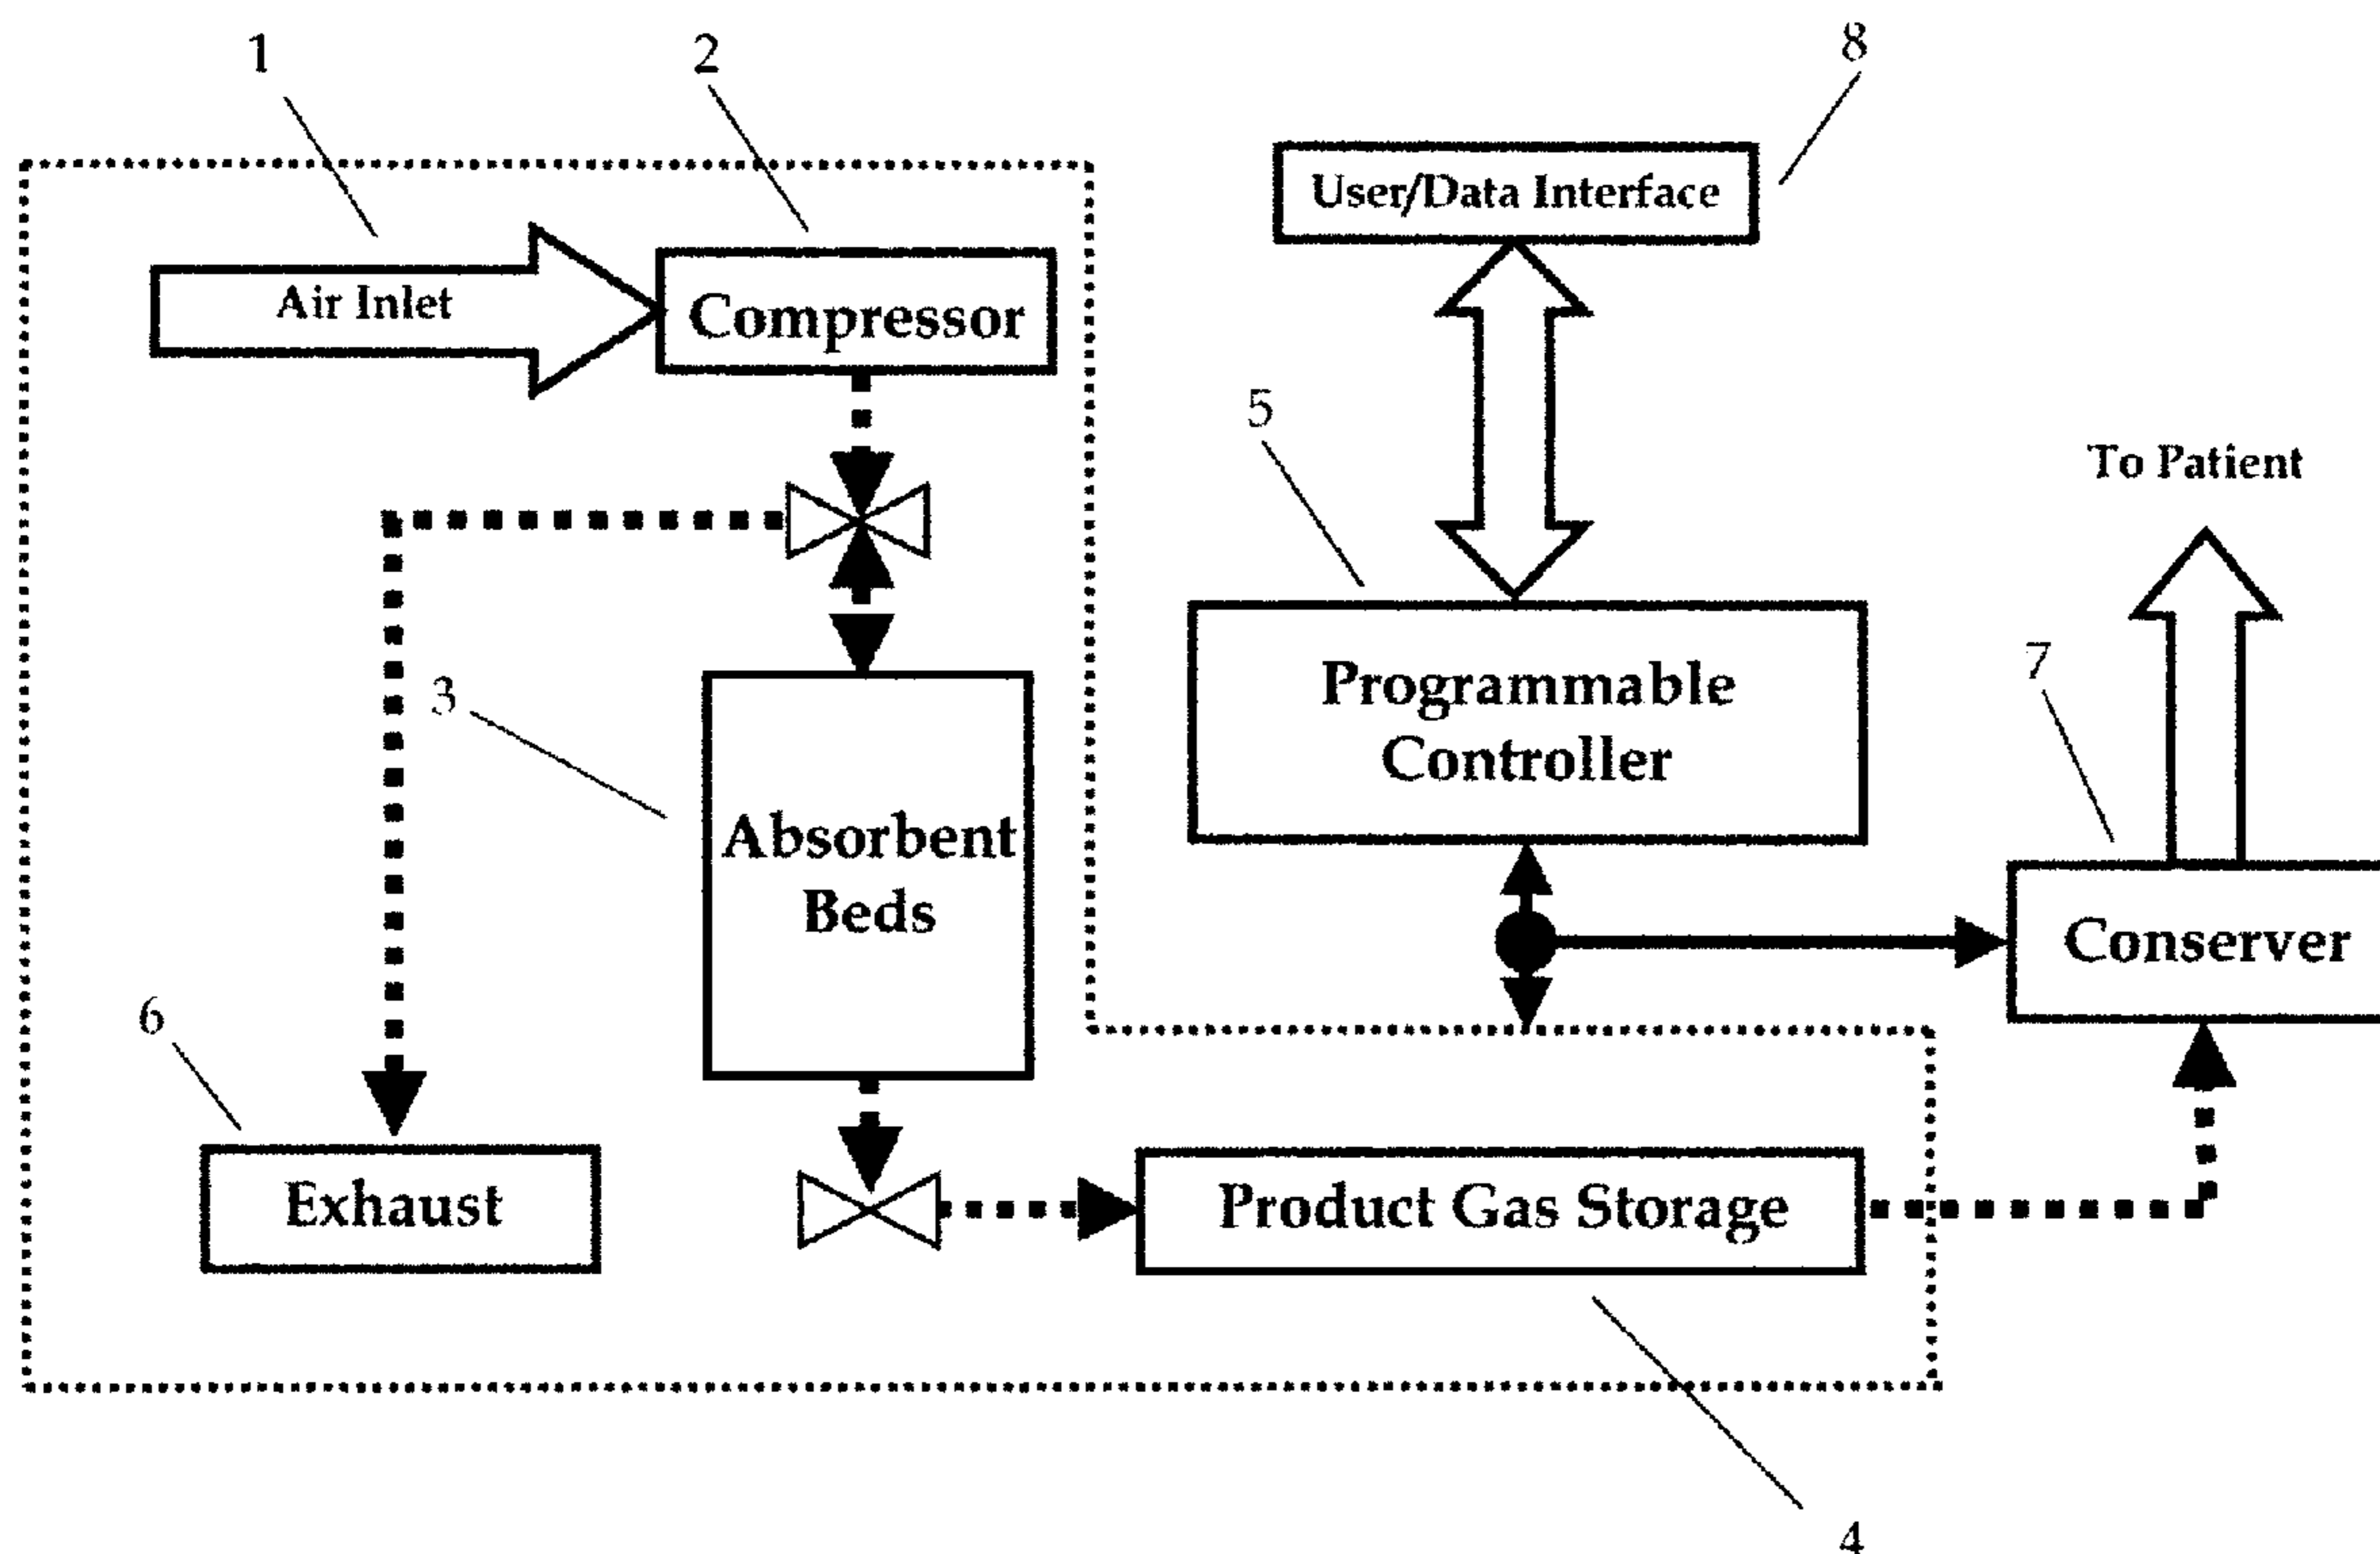 1
2
8
User/Data Interface
Air Inlet
Compressor
5
To Patient
3
Programmable
Controller
7
Absorbent
Beds
Conserver
6
Exhaust
Product Gas Storage
4